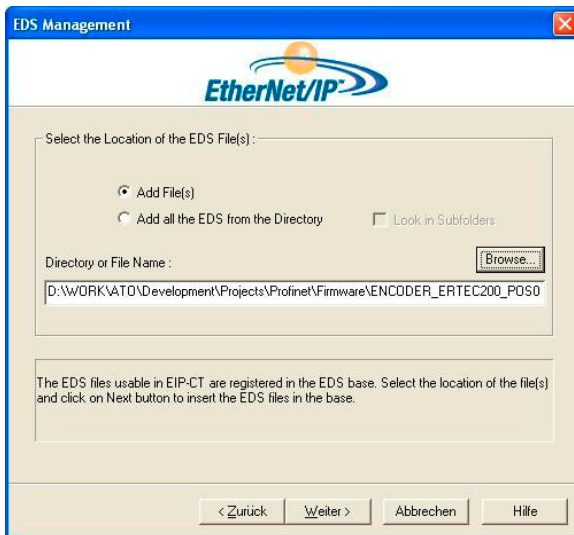 EDS Management
EtherNet/IP™
Select the Location of the EDS File(s) :
Add File(s)
Add all the EDS from the Directory
Look in Subfolders
Directory or File Name :
Browse...
D:\WORK\ATO\Development\Projects\Profinet\Firmware\ENCODER_ERTEC200_POS0
The EDS files usable in EIP-CT are registered in the EDS base. Select the location of the file(s)
and click on Next button to insert the EDS files in the base.
< Zurück
Weiter >
Abbrechen
Hilfe